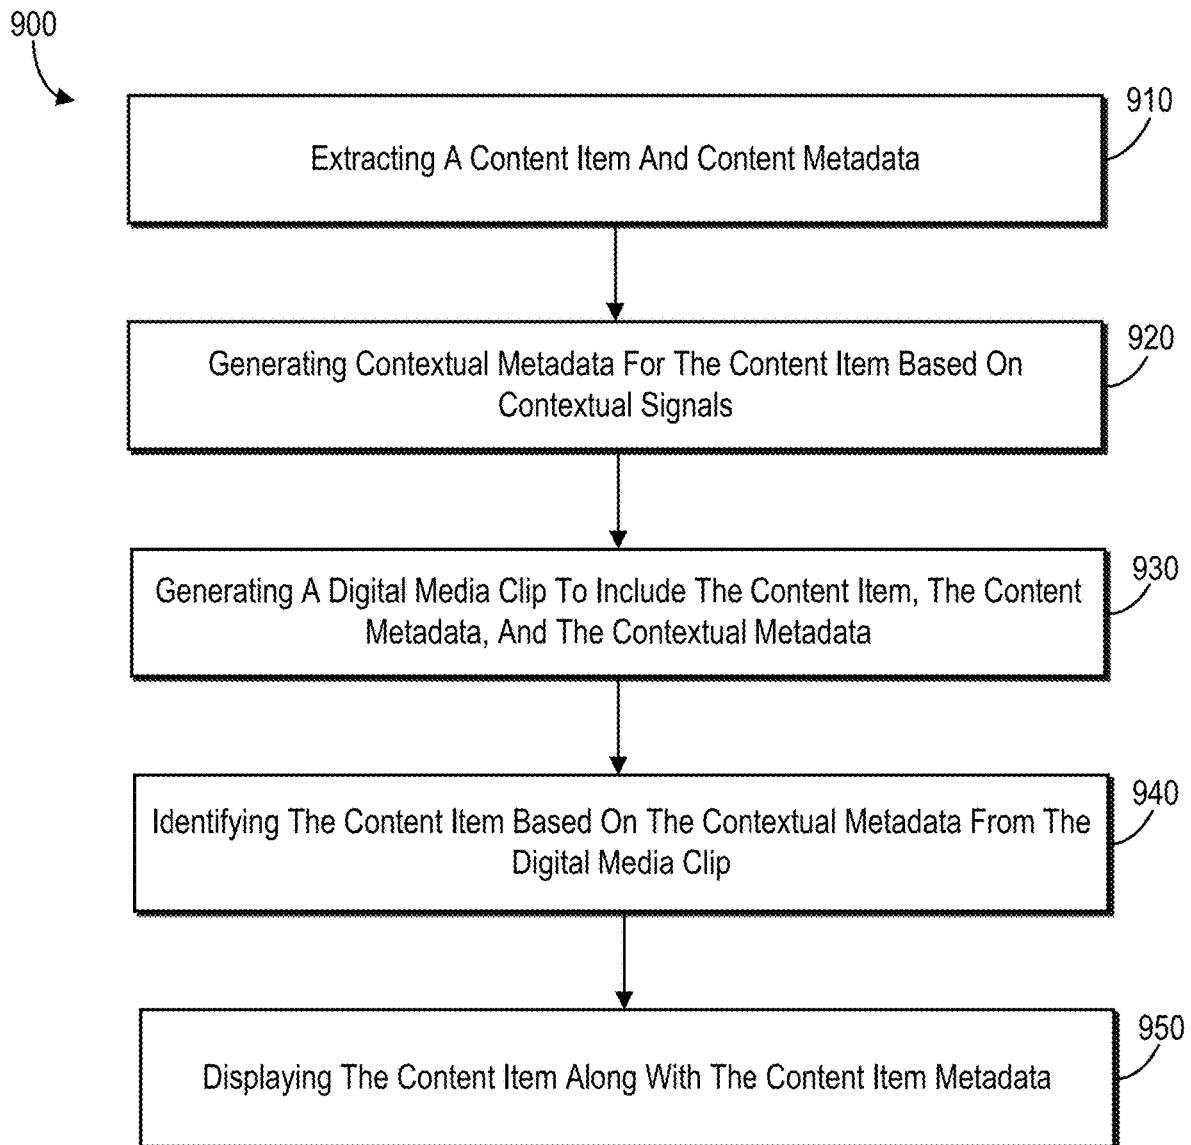 900
910
Extracting A Content Item And Content Metadata
920
Generating Contextual Metadata For The Content Item Based On
Contextual Signals
930
Generating A Digital Media Clip To Include The Content Item, The Content
Metadata, And The Contextual Metadata
940
Identifying The Content Item Based On The Contextual Metadata From The
Digital Media Clip
950
Displaying The Content Item Along With The Content Item Metadata